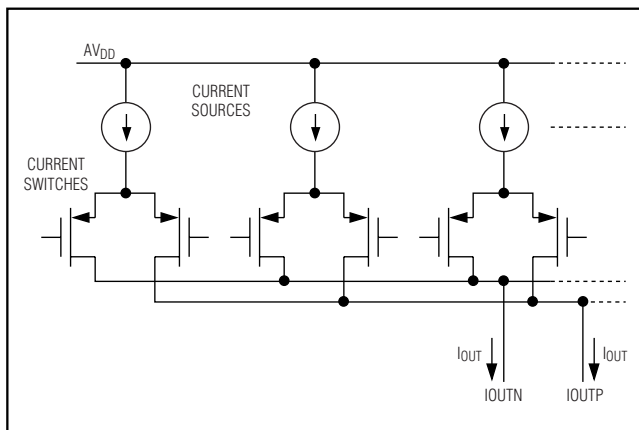 AVDD
CURRENT
SOURCES
CURRENT
SWITCHES
IOUT
IOUT
IOUTN
IOUTP